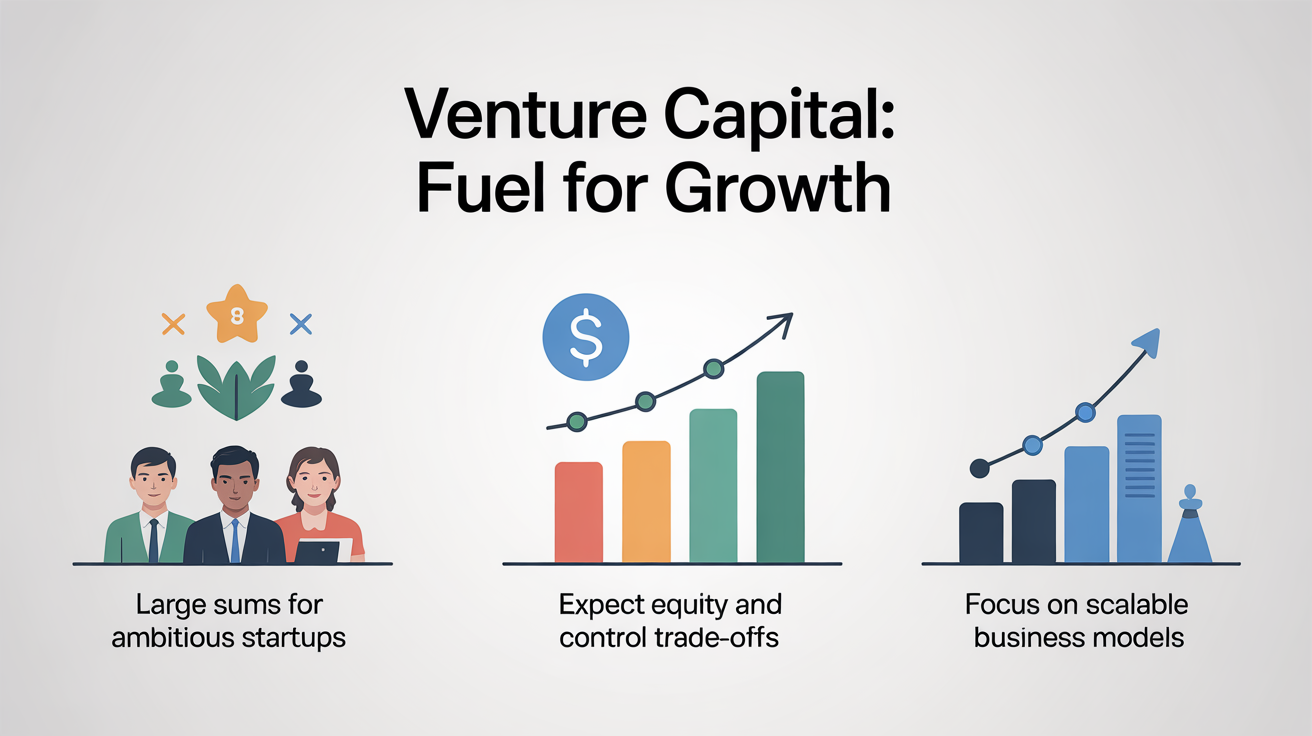 Venture Capital:
Fuel for Growth
8
$
Large sums for
ambitious startups
Expect equity and
control trade-offs
Focus on scalable
business models